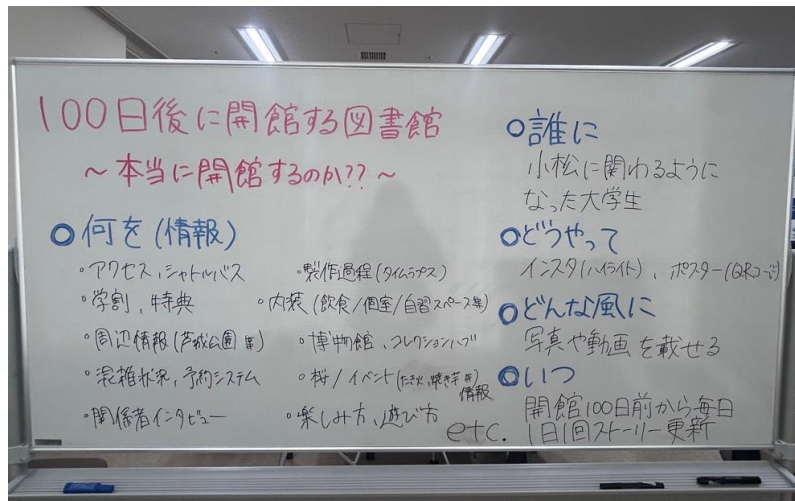 100日後に開館する図書館
～本当に開館するのか??～
○何を(情報)
・アクセス、シャトルバス
・学割、特典
・周辺情報(芦城公園等)
・混雑状況、予約システム
・関係者インタビュー
・製作過程(タイムラプス)
・内装(飲食/個室/自習スペース等)
・博物館、コレクションハブ
・桜/イベント(たき火、焼き芋等)
情報
・楽しみ方、遊び方
etc.
○誰に
小松に関わるように
なった大学生
○どうやって
インスタ(ハイライト)、ポスター(QRコード)
○どんな風に
写真や動画を載せる
○いつ
開館100日前から毎日
1日1回ストーリー更新